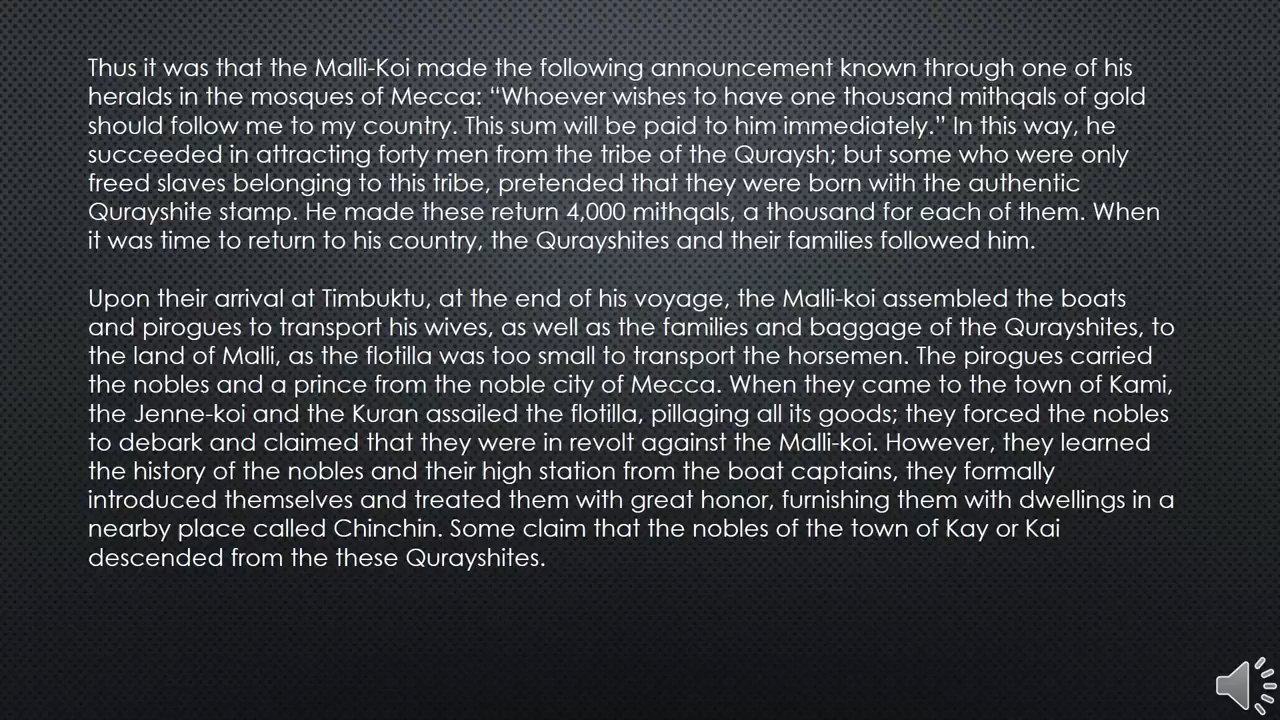 Thus it was that the Malli-Koi made the following announcement known through one of his
heralds in the mosques of Mecca: “Whoever wishes to have one thousand mithqals of gold
should follow me to my country. This sum will be paid to him immediately.” In this way, he
succeeded in attracting forty men from the tribe of the Quraysh; but some who were only
freed slaves belonging to this tribe, pretended that they were born with the authentic
Qurayshite stamp. He made these return 4,000 mithqals, a thousand for each of them. When
it was time to return to his country, the Qurayshites and their families followed him.
Upon their arrival at Timbuktu, at the end of his voyage, the Malli-koi assembled the boats
and pirogues to transport his wives, as well as the families and baggage of the Qurayshites, to
the land of Malli, as the flotilla was too small to transport the horsemen. The pirogues carried
the nobles and a prince from the noble city of Mecca. When they came to the town of Kami,
the Jenne-koi and the Kuran assailed the flotilla, pillaging all its goods; they forced the nobles
to debark and claimed that they were in revolt against the Malli-koi. However, they learned
the history of the nobles and their high station from the boat captains, they formally
introduced themselves and treated them with great honor, furnishing them with dwellings in a
nearby place called Chinchin. Some claim that the nobles of the town of Kay or Kai
descended from the these Qurayshites.